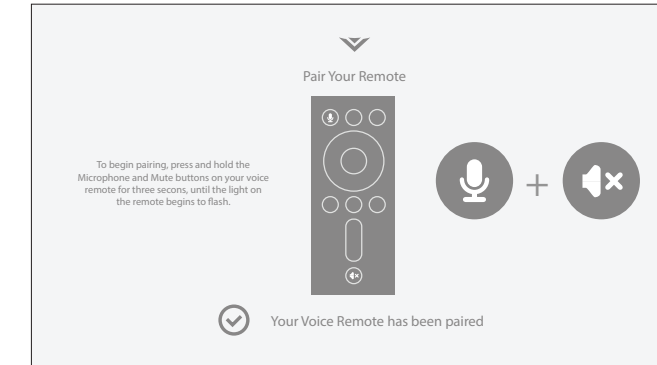 Pair Your Remote
To begin pairing, press and hold the
Microphone and Mute buttons on your voice
remote for three secons, until the light on
the remote begins to flash.
+
Your Voice Remote has been paired